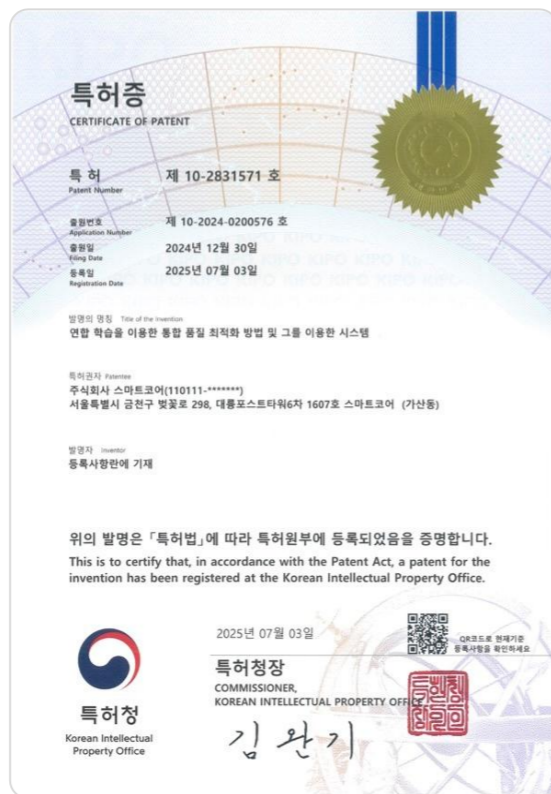 특허증
CERTIFICATE OF PATENT
특 허 제 10-2831571 호
Patent Number
출원번호 제 10-2024-0200576 호
Application Number
출원일 2024년 12월 30일
Filing Date
등록일 2025년 07월 03일
Registration Date
발명의 명칭 Title of the Invention
연합 학습을 이용한 통합 품질 최적화 방법 및 그를 이용한 시스템
특허권자 Patentee
주식회사 스마트코어(110111-*******)
서울특별시 금천구 벚꽃로 298, 대륭포스트타워6차 1607호 스마트코어 (가산동)
발명자 Inventor
등록사항란에 기재
위의 발명은 「특허법」에 따라 특허원부에 등록되었음을 증명합니다.
This is to certify that, in accordance with the Patent Act, a patent for the
invention has been registered at the Korean Intellectual Property Office.
2025년 07월 03일
QR코드로 현재기준
등록사항을 확인하세요
특허청장
COMMISSIONER,
KOREAN INTELLECTUAL PROPERTY OFFICE
김완기
특허청
Korean Intellectual
Property Office